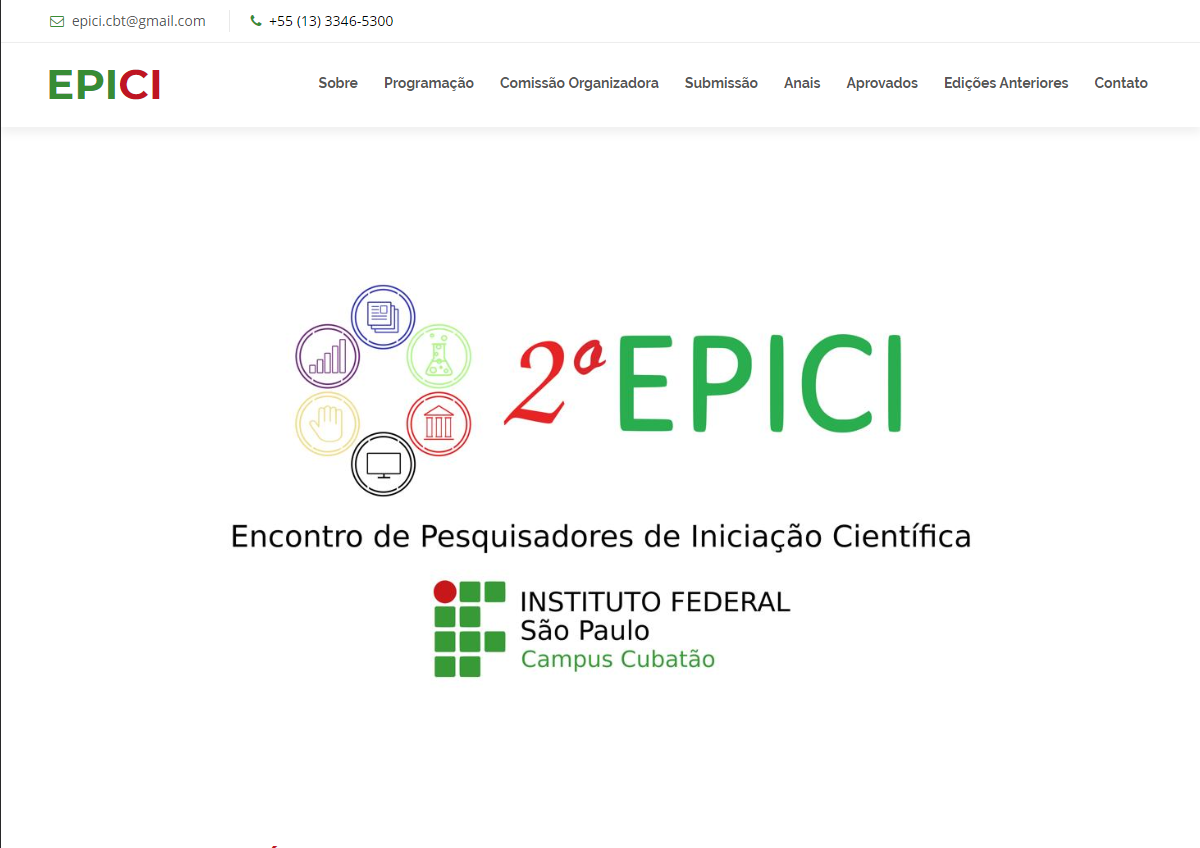 epici.cbt@gmail.com +55 (13) 3346-5300
EPICI Sobre Programação Comissão Organizadora Submissão Anais Aprovados Edições Anteriores Contato
2º EPICI
Encontro de Pesquisadores de Iniciação Científica
INSTITUTO FEDERAL
São Paulo
Campus Cubatão